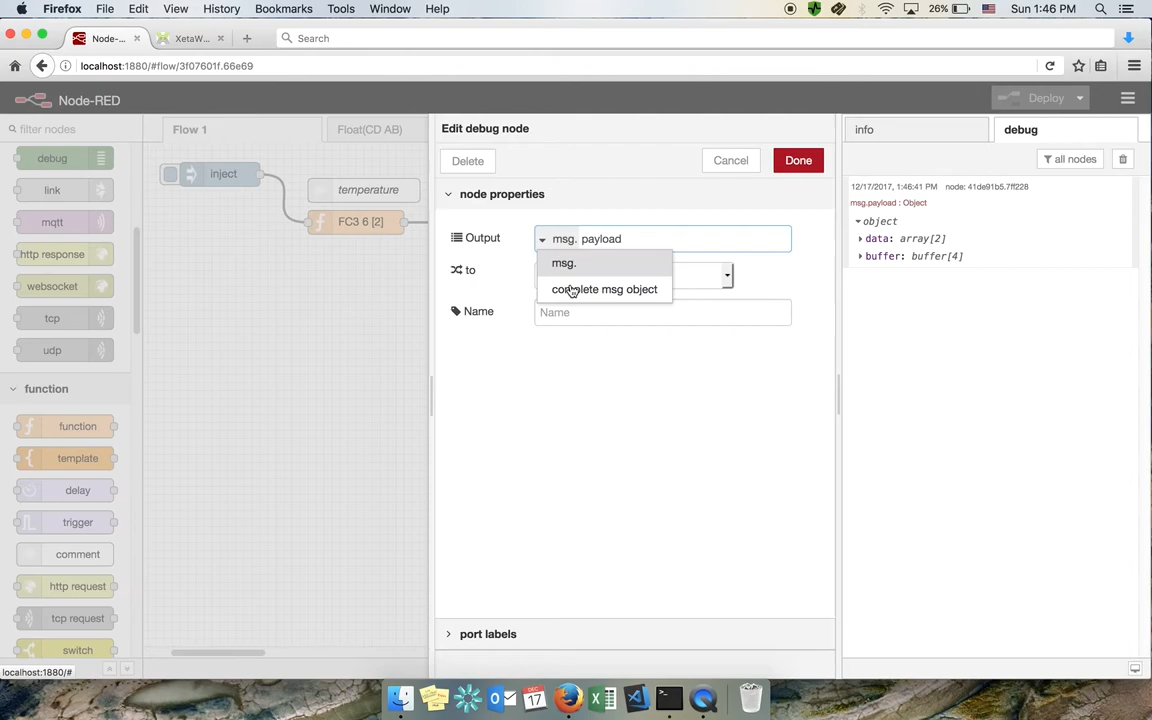 Firefox File Edit View History Bookmarks Tools Window Help 26% Sun 1:46 PM
Node-... XetaW... Search
localhost:1880/#flow/3f07601f.66e69
Node-RED Deploy
filter nodes
debug
link
mqtt
http response
websocket
tcp
udp
function
function
template
delay
trigger
comment
http request
tcp request
switch
localhost:1880/#
Flow 1 Float(CD AB)
inject
temperature
FC3 6 [2]
Edit debug node
Delete Cancel Done
node properties
Output msg. payload
msg.
complete msg object
to
Name Name
port labels
info debug
all nodes
12/17/2017, 1:46:41 PM node: 41de91b5.7ff228
msg.payload : Object
object
data: array[2]
buffer: buffer[4]
DEC
17